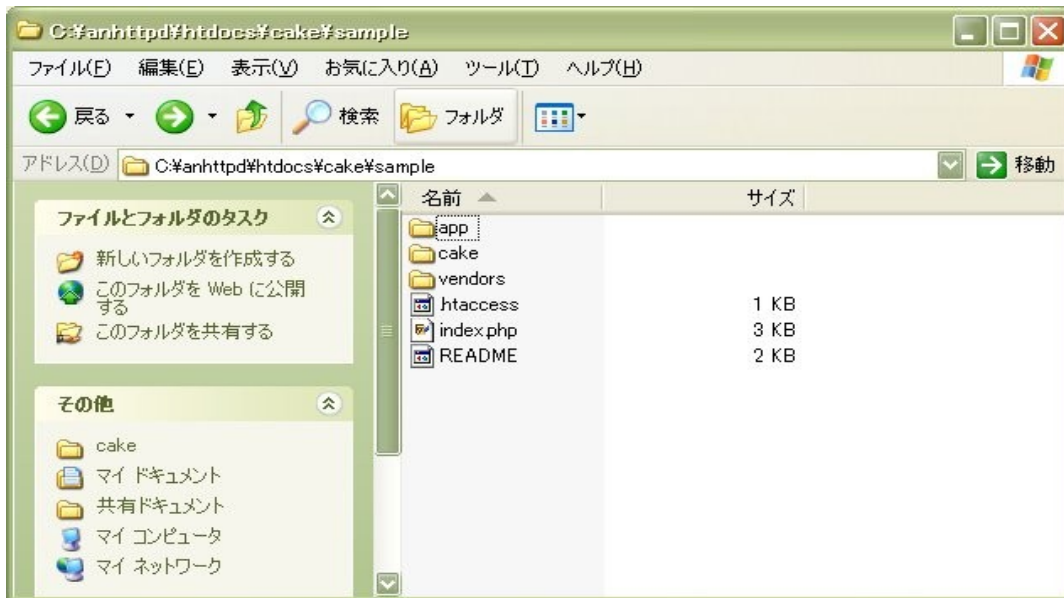 C:¥anhttpd¥htdocs¥cake¥sample
ファイル(F) 編集(E) 表示(V) お気に入り(A) ツール(T) ヘルプ(H)
戻る 検索 フォルダ
アドレス(D) C:¥anhttpd¥htdocs¥cake¥sample 移動
名前 サイズ
ファイルとフォルダのタスク
新しいフォルダを作成する
このフォルダを Web に公開
する
このフォルダを共有する
その他
cake
マイ ドキュメント
共有ドキュメント
マイ コンピュータ
マイ ネットワーク
app
cake
vendors
.htaccess 1 KB
index.php 3 KB
README 2 KB